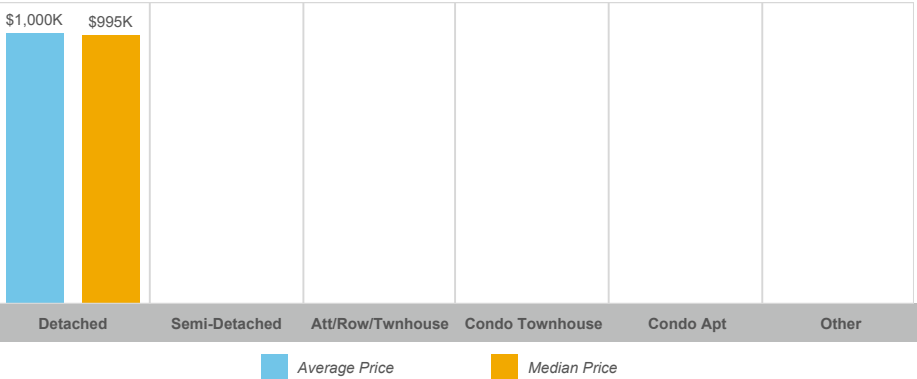 $1,000K $995K
Detached Semi-Detached Att/Row/Twnhouse Condo Townhouse Condo Apt Other
Average Price Median Price